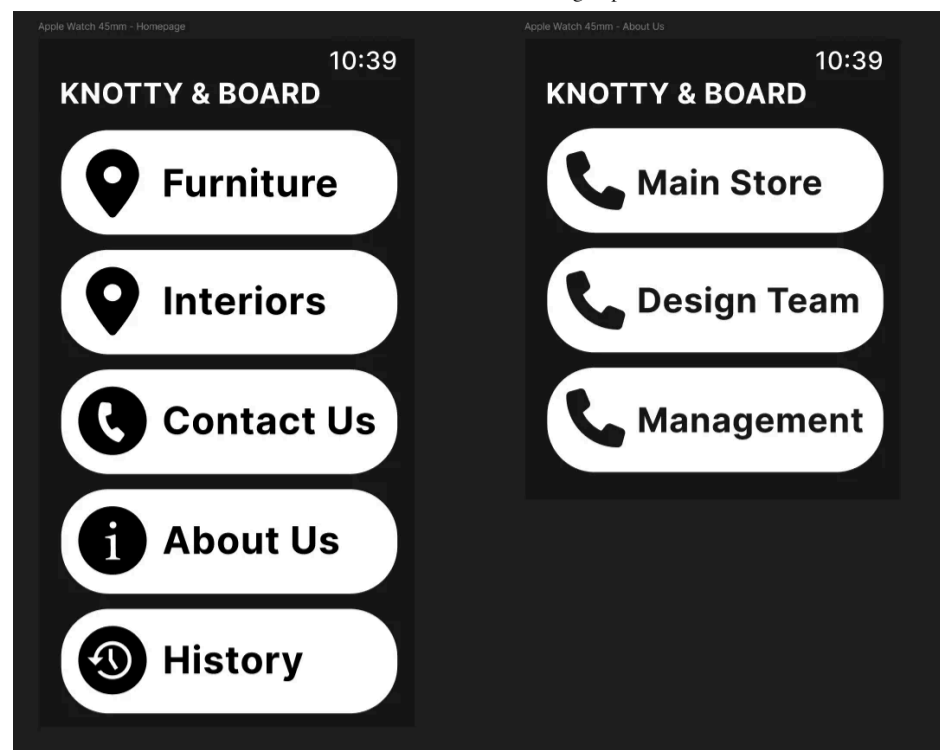 Apple Watch 45mm - Homepage
10:39
KNOTTY & BOARD
Furniture
Interiors
Contact Us
About Us
History
Apple Watch 45mm - About Us
10:39
KNOTTY & BOARD
Main Store
Design Team
Management